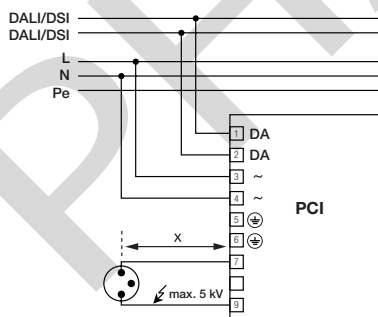 DALI/DSI
DALI/DSI
L
N
Pe
1 DA
2 DA
3 ~
4 ~
PCI
5
6
X
7
max. 5 kV
9
PHA